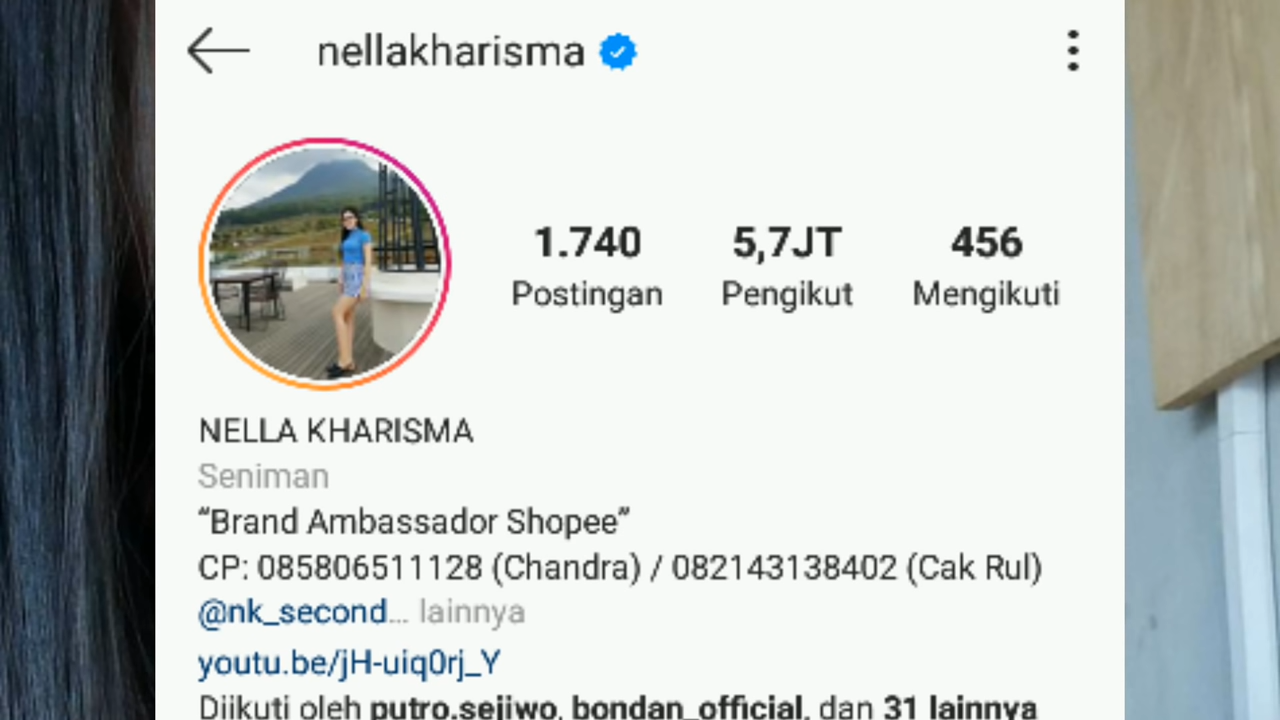 nellakharisma
1.740 5,7JT 456
Postingan Pengikut Mengikuti
NELLA KHARISMA
Seniman
“Brand Ambassador Shopee”
CP: 085806511128 (Chandra) / 082143138402 (Cak Rul)
@nk_second... lainnya
youtu.be/jH-uiq0rj_Y
Diikuti oleh putro.sejiwo, bondan_official, dan 31 lainnya